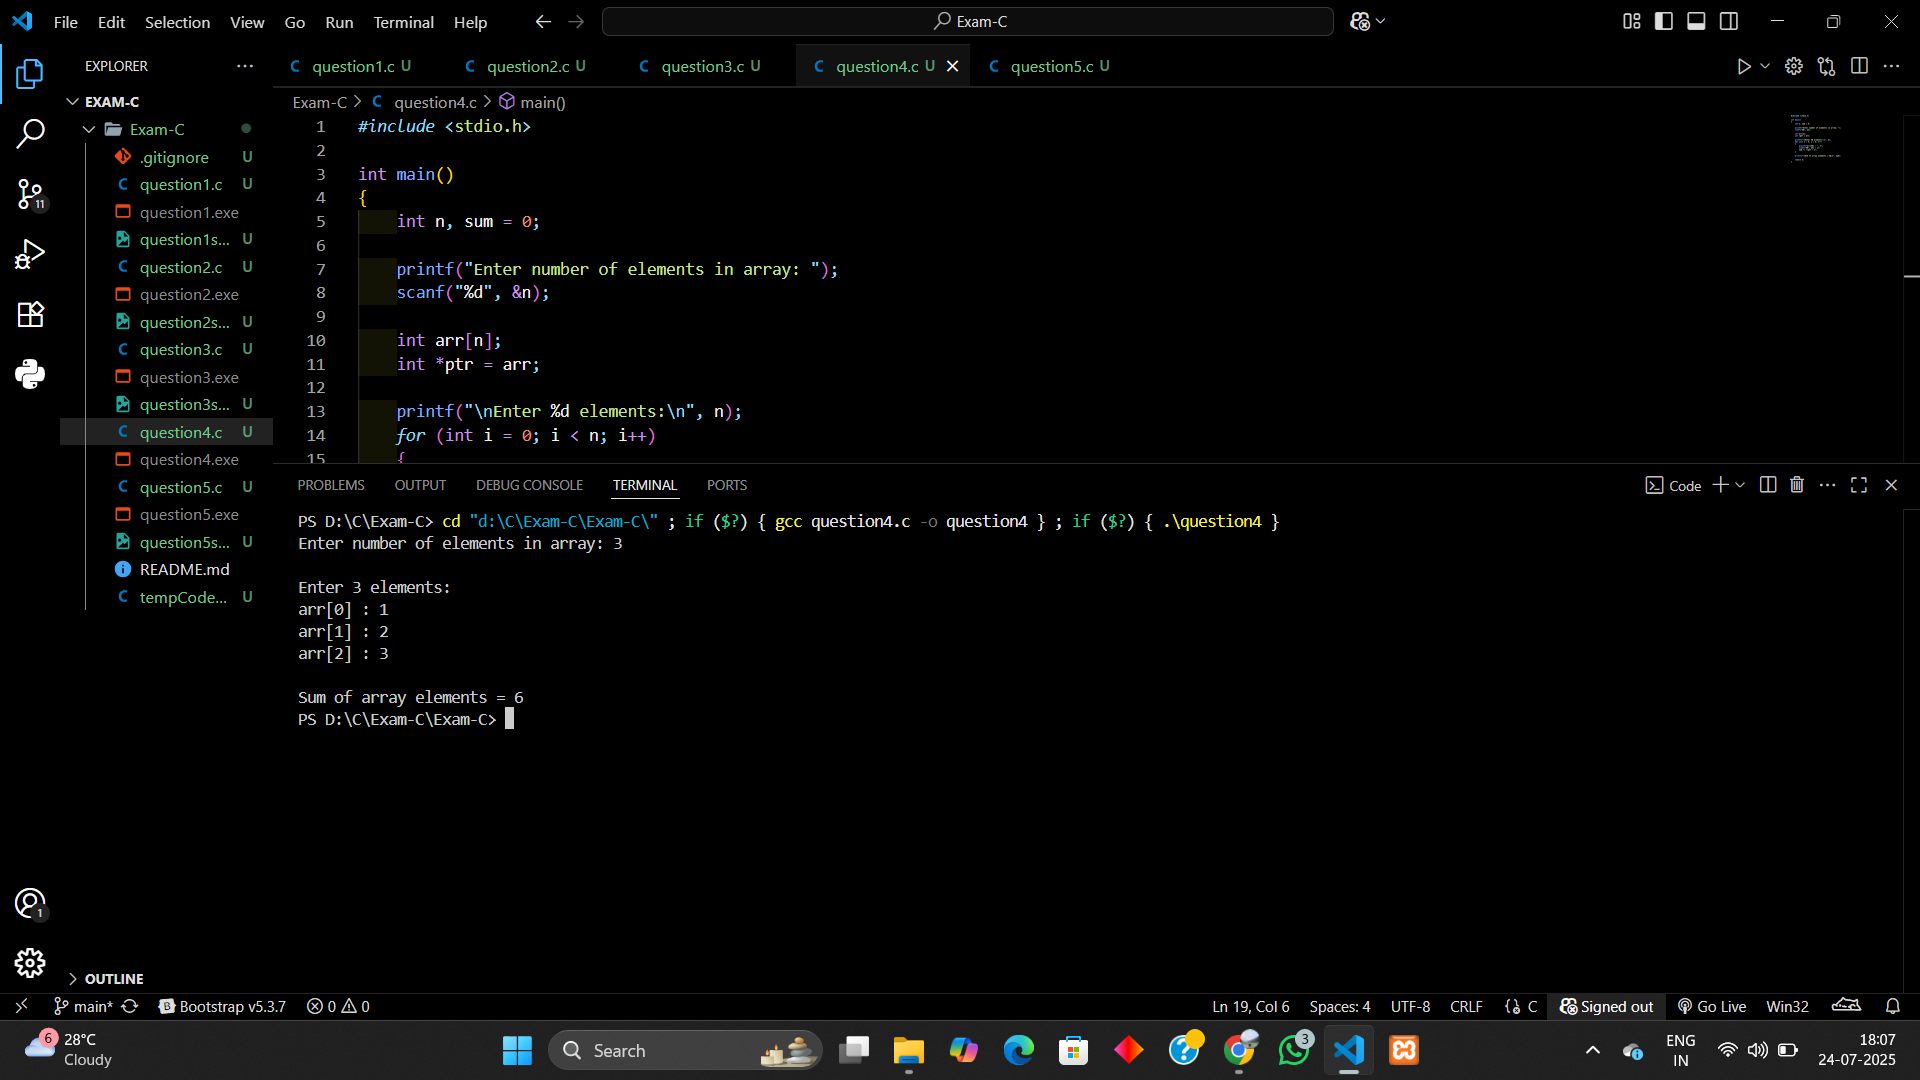 File Edit Selection View Go Run Terminal Help
Exam-C
EXPLORER
question1.c U
question2.c U
question3.c U
question4.c U
question5.c U
EXAM-C
Exam-C
.gitignore U
question1.c U
question1.exe
question1s... U
question2.c U
question2.exe
question2s... U
question3.c U
question3.exe
question3s... U
question4.c U
question4.exe
question5.c U
question5.exe
question5s... U
README.md
tempCode... U
OUTLINE
Exam-C > C question4.c > main()
1 #include <stdio.h>
2
3 int main()
4 {
5 int n, sum = 0;
6
7 printf("Enter number of elements in array: ");
8 scanf("%d", &n);
9
10 int arr[n];
11 int *ptr = arr;
12
13 printf("\nEnter %d elements:\n", n);
14 for (int i = 0; i < n; i++)
15 {
PROBLEMS OUTPUT DEBUG CONSOLE TERMINAL PORTS
Code
PS D:\C\Exam-C> cd "d:\C\Exam-C\Exam-C\" ; if ($?) { gcc question4.c -o question4 } ; if ($?) { .\question4 }
Enter number of elements in array: 3
Enter 3 elements:
arr[0] : 1
arr[1] : 2
arr[2] : 3
Sum of array elements = 6
PS D:\C\Exam-C\Exam-C>
11
1
main* Bootstrap v5.3.7 0 0
Ln 19, Col 6 Spaces: 4 UTF-8 CRLF {} C Signed out Go Live Win32
6
28°C
Cloudy
Search
3
ENG
IN
18:07
24-07-2025